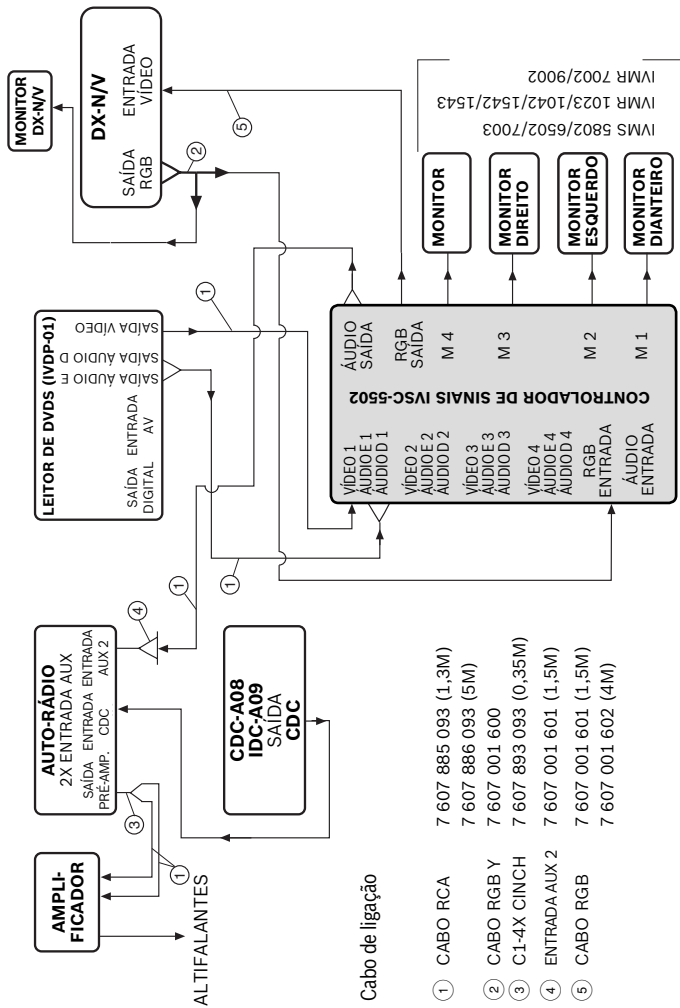 AMPLI-
FICADOR
ALTIFALANTES
AUTO-RÁDIO
2X ENTRADA AUX
SAÍDA ENTRADA ENTRADA
PRÉ-AMP. CDC AUX 2
3
1
4
1
CDC-A08
IDC-A09
SAÍDA
CDC
LEITOR DE DVDS (IVDP-01)
SAÍDA ENTRADA
DIGITAL AV
SAÍDA ÁUDIO E
SAÍDA ÁUDIO D
SAÍDA VÍDEO
1
1
MONITOR
DX-N/V
DX-N/V
SAÍDA
RGB
ENTRADA
VÍDEO
2
5
CONTROLADOR DE SINAIS IVSC-5502
VÍDEO 1
ÁUDIO E 1
ÁUDIO D 1
VÍDEO 2
ÁUDIO E 2
ÁUDIO D 2
VÍDEO 3
ÁUDIO E 3
ÁUDIO D 3
VÍDEO 4
ÁUDIO E 4
ÁUDIO D 4
RGB
ENTRADA
ÁUDIO
ENTRADA
ÁUDIO
SAÍDA
RGB
SAÍDA
M 4
M 3
M 2
M 1
MONITOR
MONITOR
DIREITO
MONITOR
ESQUERDO
MONITOR
DIANTEIRO
IVMS 5802/6502/7003
IVMR 1023/1042/1542/1543
IVMR 7002/9002
Cabo de ligação
1 CABO RCA 7 607 885 093 (1,3M)
7 607 886 093 (5M)
2 CABO RGB Y 7 607 001 600
3 C1-4X CINCH 7 607 893 093 (0,35M)
4 ENTRADA AUX 2 7 607 001 601 (1,5M)
5 CABO RGB 7 607 001 601 (1,5M)
7 607 001 602 (4M)